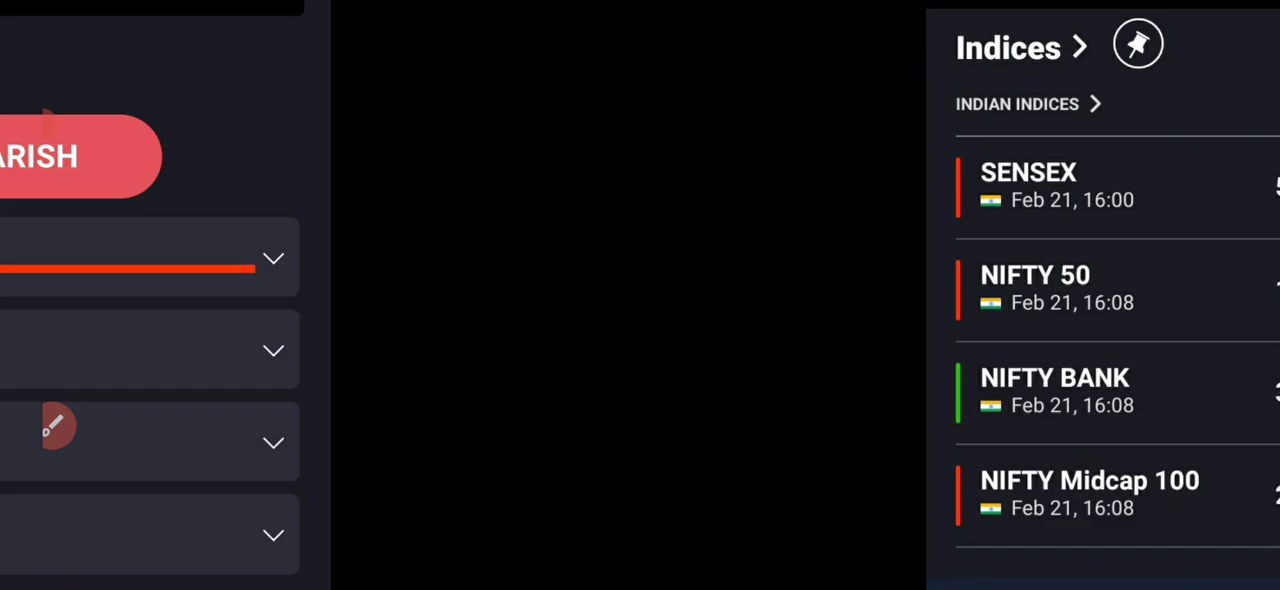 ARISH
Indices
INDIAN INDICES
SENSEX
Feb 21, 16:00
NIFTY 50
Feb 21, 16:08
NIFTY BANK
Feb 21, 16:08
NIFTY Midcap 100
Feb 21, 16:08